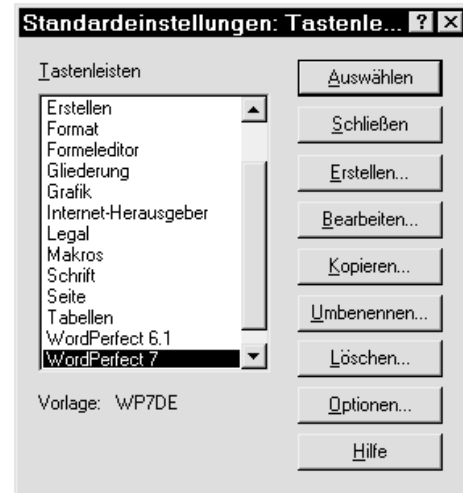 Standardeinstellungen: Tastenle... ? X
Tastenleisten
Erstellen
Format
Formeleditor
Gliederung
Grafik
Internet-Herausgeber
Legal
Makros
Schrift
Seite
Tabellen
WordPerfect 6.1
WordPerfect 7
Vorlage: WP7DE
Auswählen
Schließen
Erstellen...
Bearbeiten...
Kopieren...
Umbenennen...
Löschen...
Optionen...
Hilfe